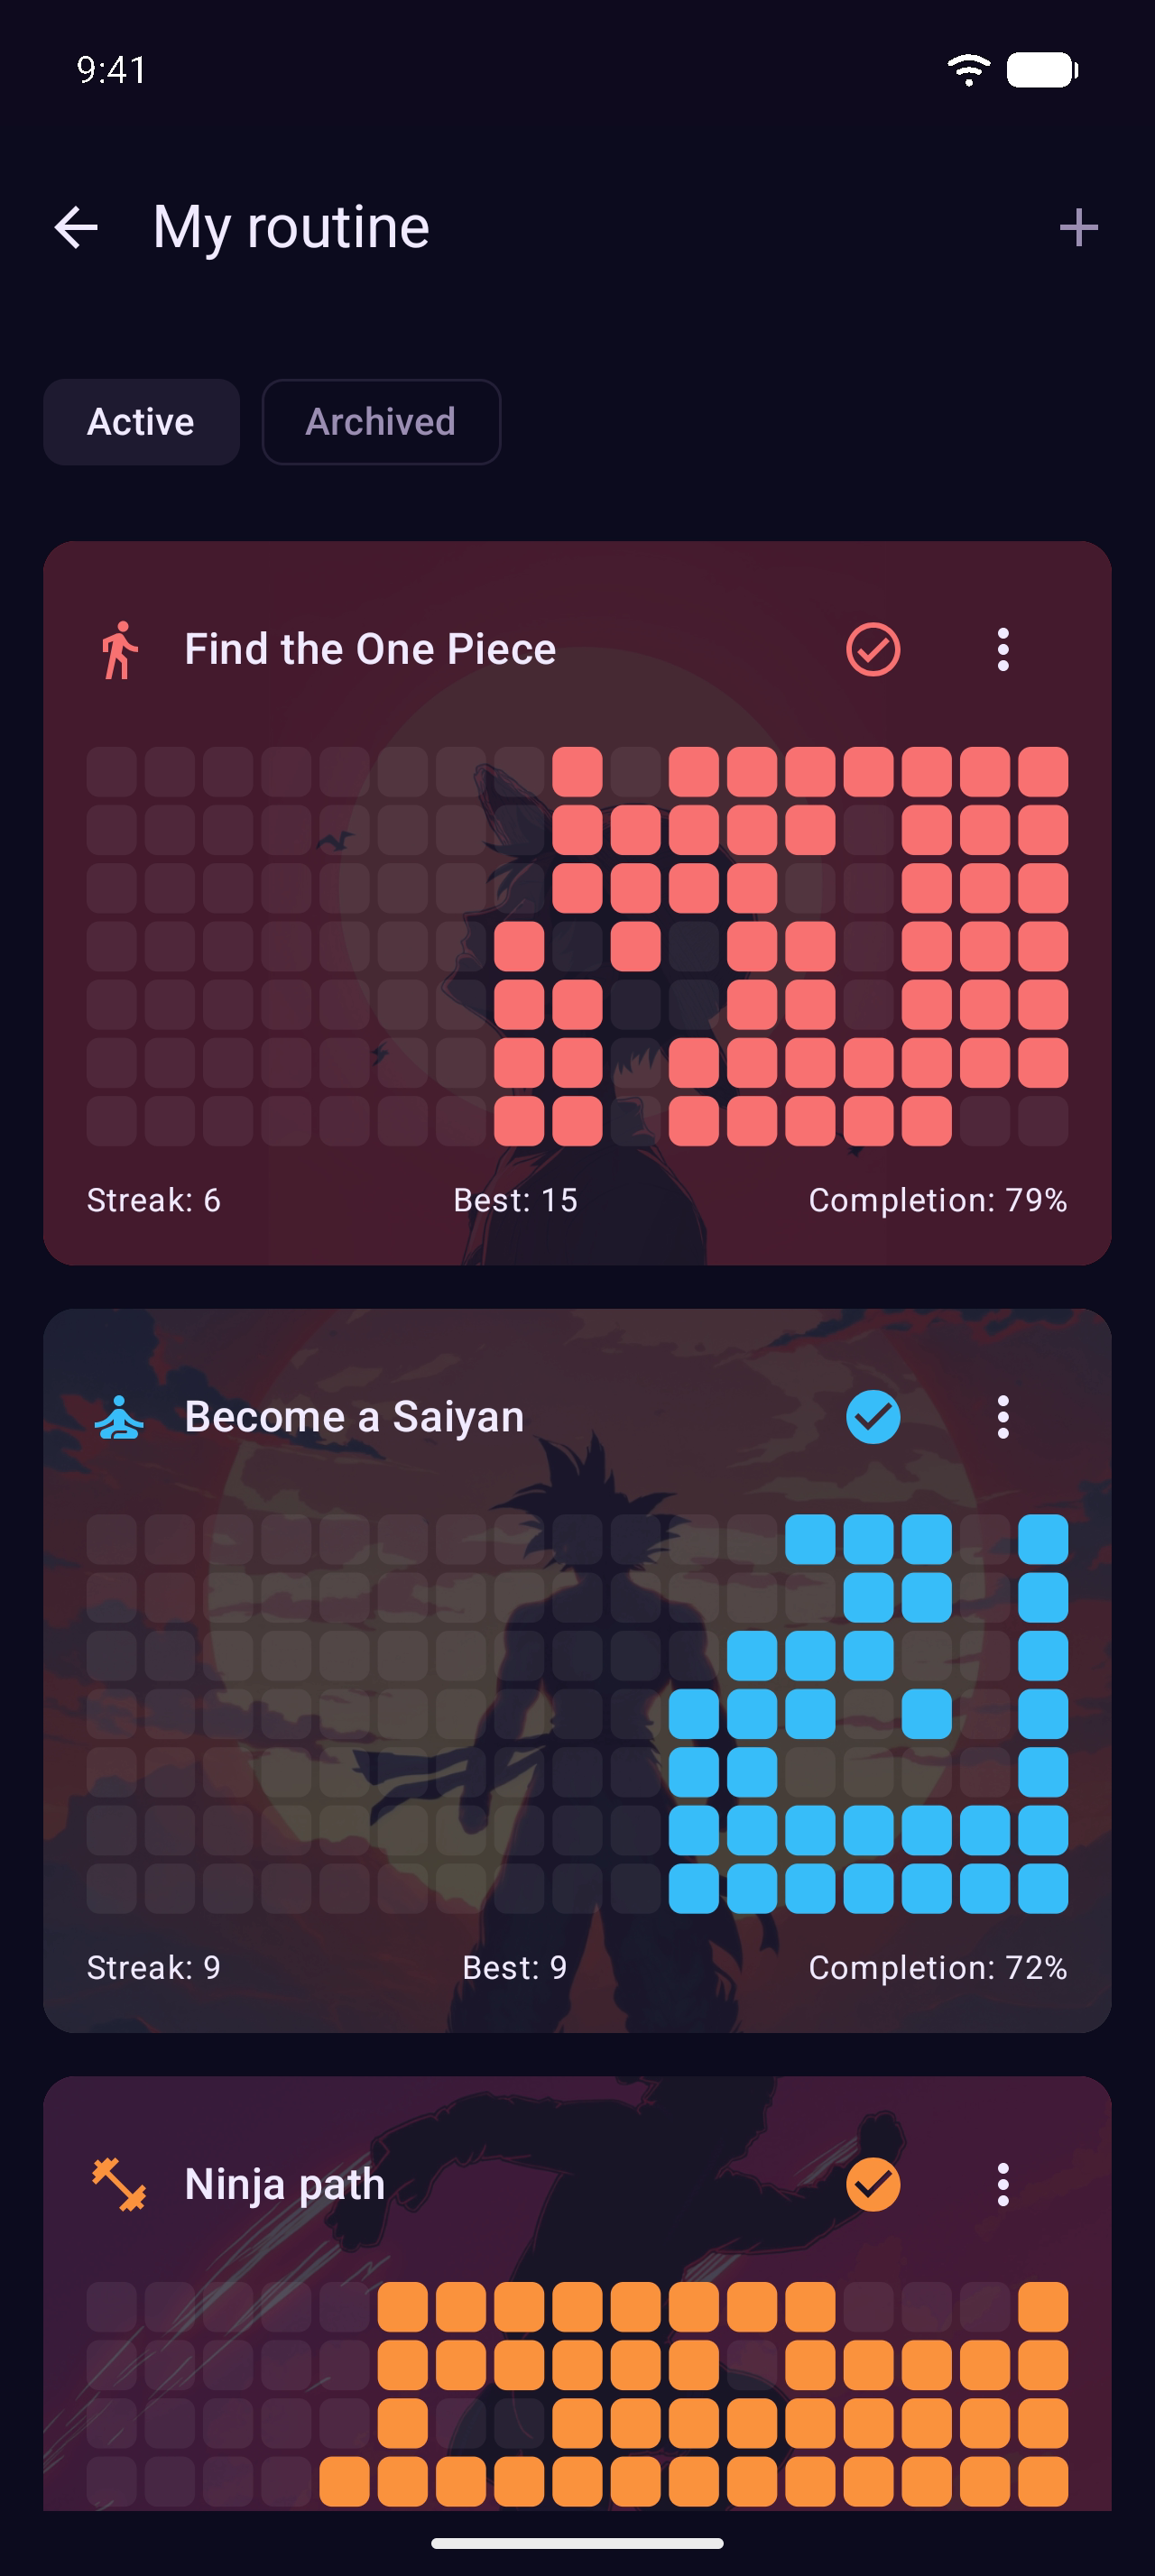 9:41
My routine
Active
Archived
Find the One Piece
Streak: 6
Best: 15
Completion: 79%
Become a Saiyan
Streak: 9
Best: 9
Completion: 72%
Ninja path